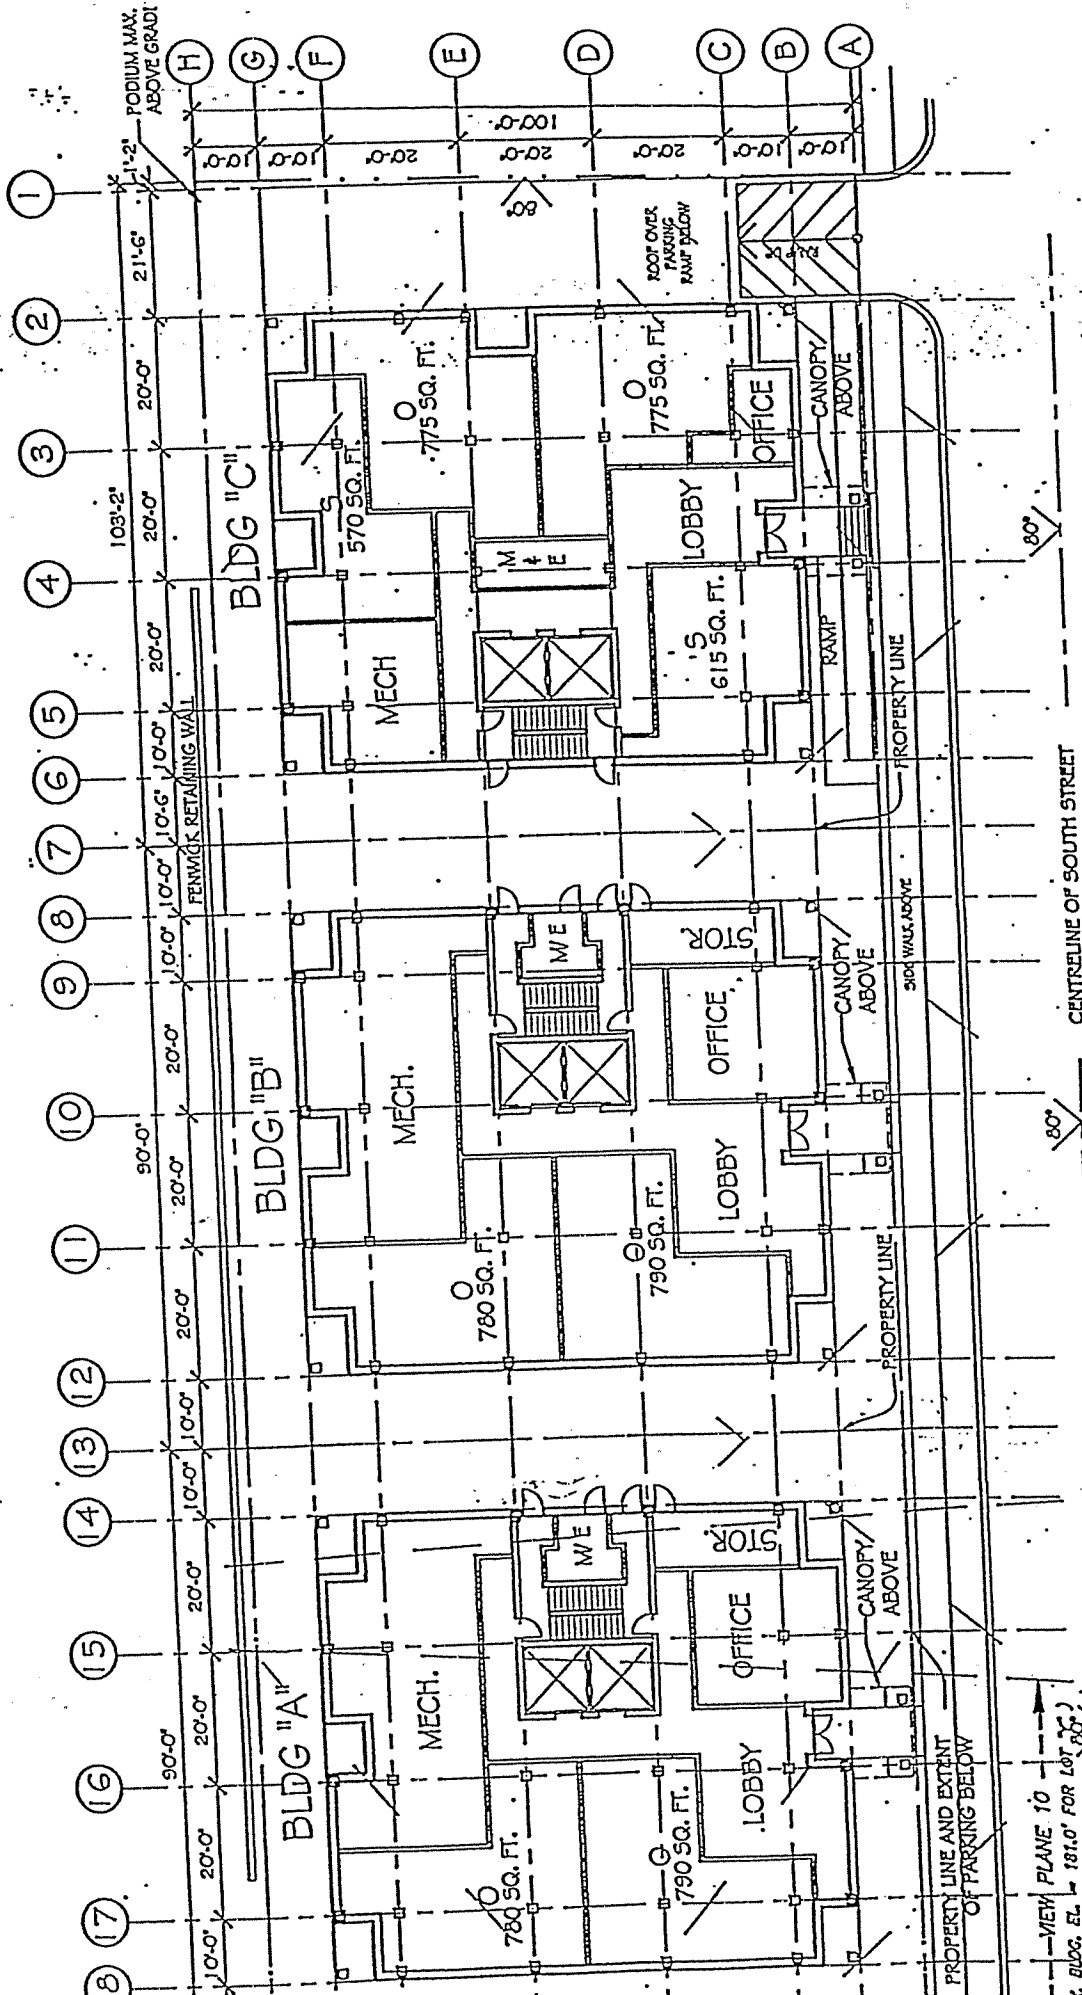 PODIUM MAX.
ABOVE GRADE
H
G
F
E
D
C
B
A
100'-0"
10'-0"
10'-0"
20'-0"
20'-0"
20'-0"
10'-0"
10'-0"
1
2
3
4
5
6
7
8
9
10
11
12
13
14
15
16
17
8
1'-2"
21'-6"
103'-2"
20'-0"
20'-0"
20'-0"
10'-0"
10'-6"
10'-0"
10'-0"
20'-0"
90'-0"
20'-0"
20'-0"
10'-0"
10'-0"
20'-0"
90'-0"
20'-0"
20'-0"
10'-0"
FENWICK RETAINING WALL
80°
ROOF OVER
PARKING
RAMP BELOW
BLDG "C"
S
570 SQ. FT.
O
775 SQ. FT.
O
775 SQ. FT.
OFFICE
CANOPY
ABOVE
MECH
M & E
LOBBY
S
615 SQ. FT.
RAMP
PROPERTY LINE
BLDG "B"
MECH.
M/E
STOR.
OFFICE
CANOPY
ABOVE
SIDE WALK ABOVE
LOBBY
O
780 SQ. FT.
O
790 SQ. FT.
PROPERTY LINE
BLDG "A"
MECH.
M/E
STOR.
OFFICE
CANOPY
ABOVE
LOBBY
O
780 SQ. FT.
O
790 SQ. FT.
PROPERTY LINE AND EXTENT
OF PARKING BELOW
80°
CENTRELINE OF SOUTH STREET
80°
VIEW PLANE 10
BLDG. EL. - 181.0' FOR LOT
80°